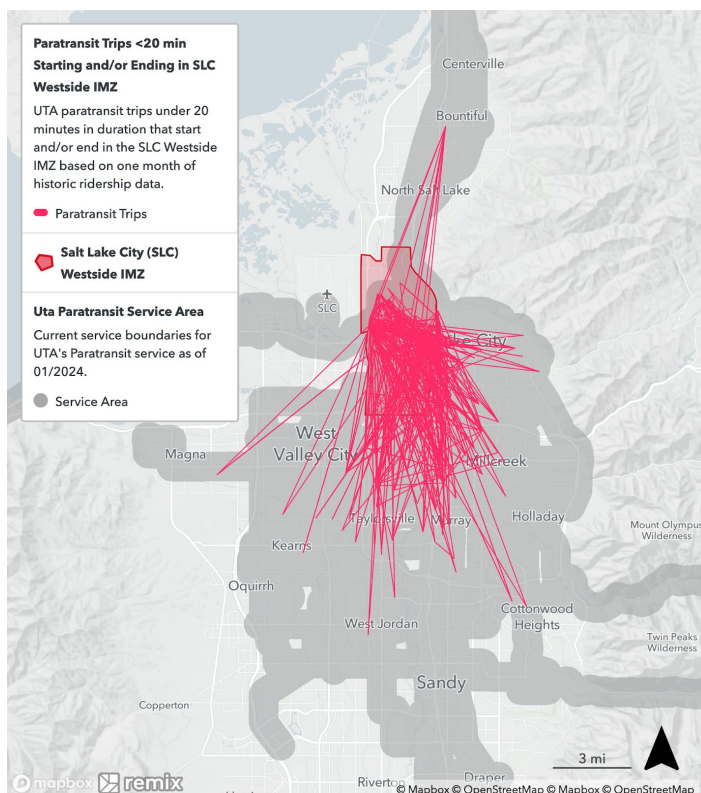 Paratransit Trips <20 min
Starting and/or Ending in SLC
Westside IMZ
UTA paratransit trips under 20
minutes in duration that start
and/or end in the SLC Westside
IMZ based on one month of
historic ridership data.
Paratransit Trips
Salt Lake City (SLC)
Westside IMZ
Uta Paratransit Service Area
Current service boundaries for
UTA's Paratransit service as of
01/2024.
Service Area
Centerville
Bountiful
North Salt Lake
SLC
City
West
Valley City
Magna
Millcreek
Taylorsville
Murray
Holladay
Mount Olympus
Wilderness
Kearns
Oquirrh
Cottonwood
Heights
West Jordan
Twin Peaks
Wilderness
Sandy
Copperton
3 mi
Riverton
Draper
mapbox
remix
© Mapbox © OpenStreetMap © Mapbox © OpenStreetMap